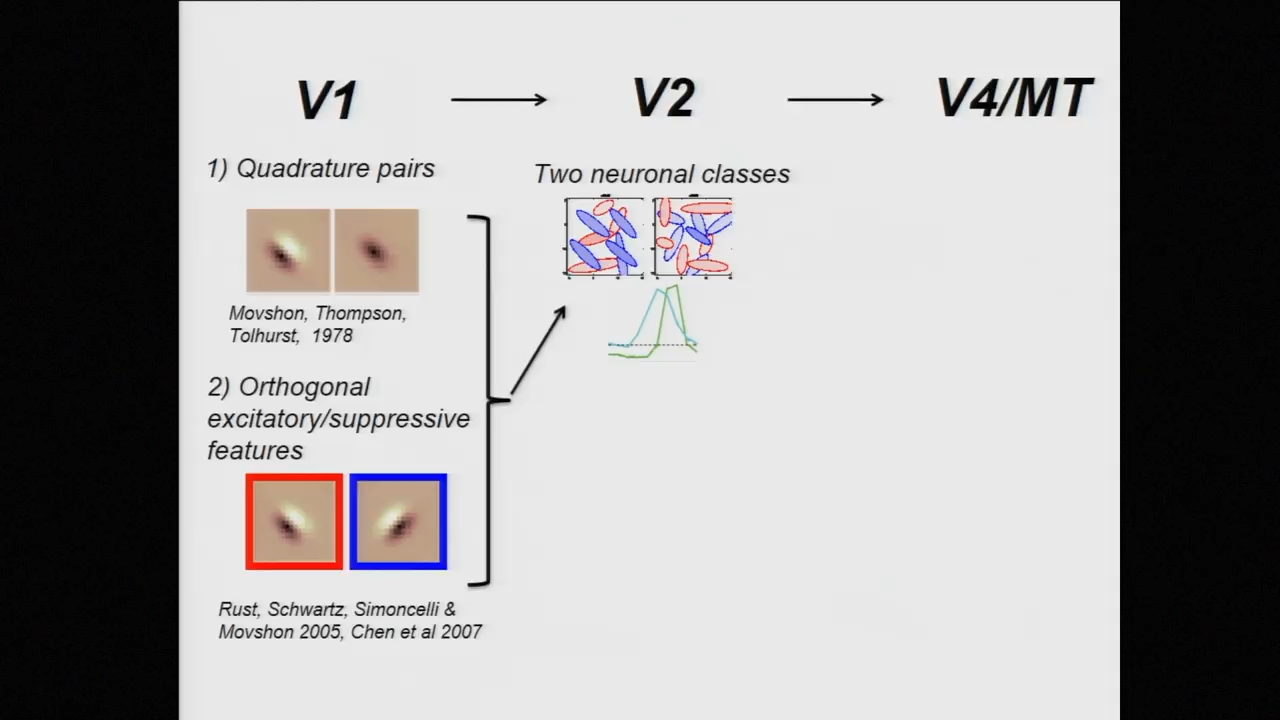 V1
V2
V4/MT
1) Quadrature pairs
Movshon, Thompson,
Tolhurst, 1978
2) Orthogonal
excitatory/suppressive
features
Rust, Schwartz, Simoncelli &
Movshon 2005, Chen et al 2007
Two neuronal classes